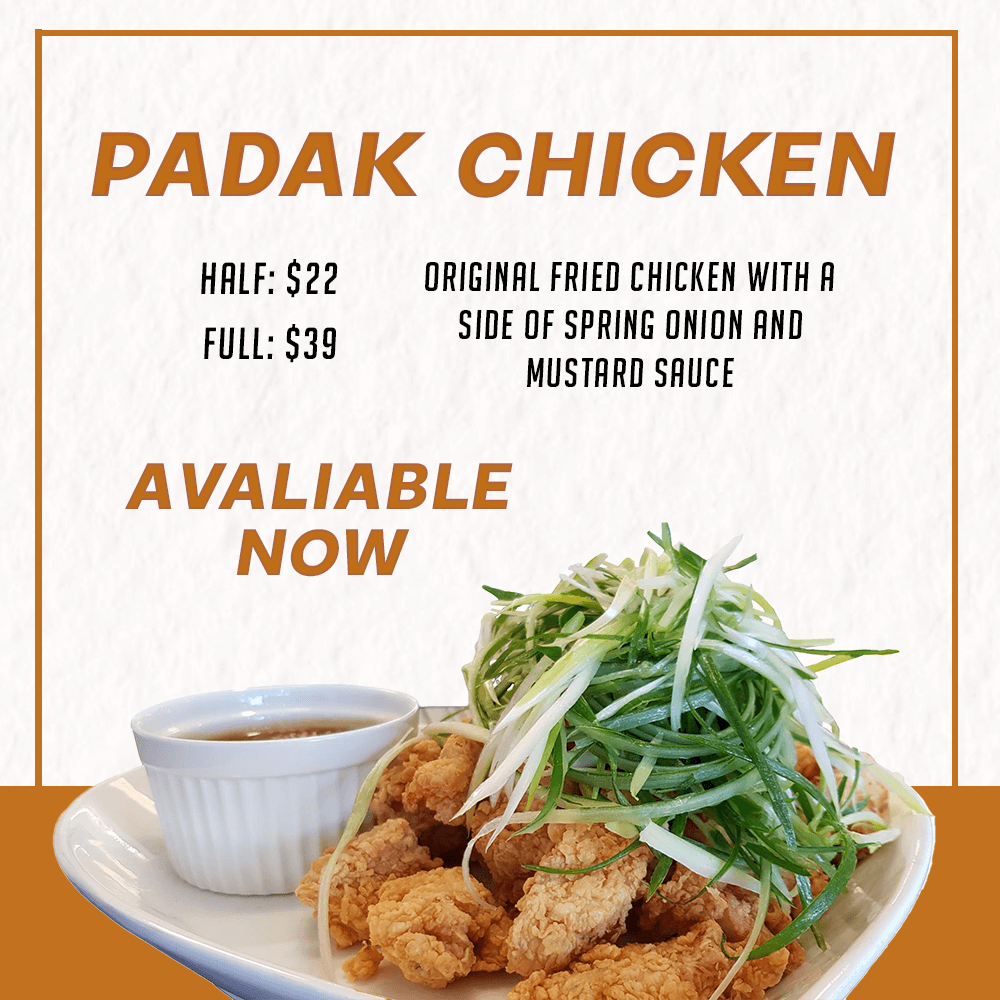 PADAK CHICKEN
HALF: $22
FULL: $39
ORIGINAL FRIED CHICKEN WITH A
SIDE OF SPRING ONION AND
MUSTARD SAUCE
AVALIABLE
NOW